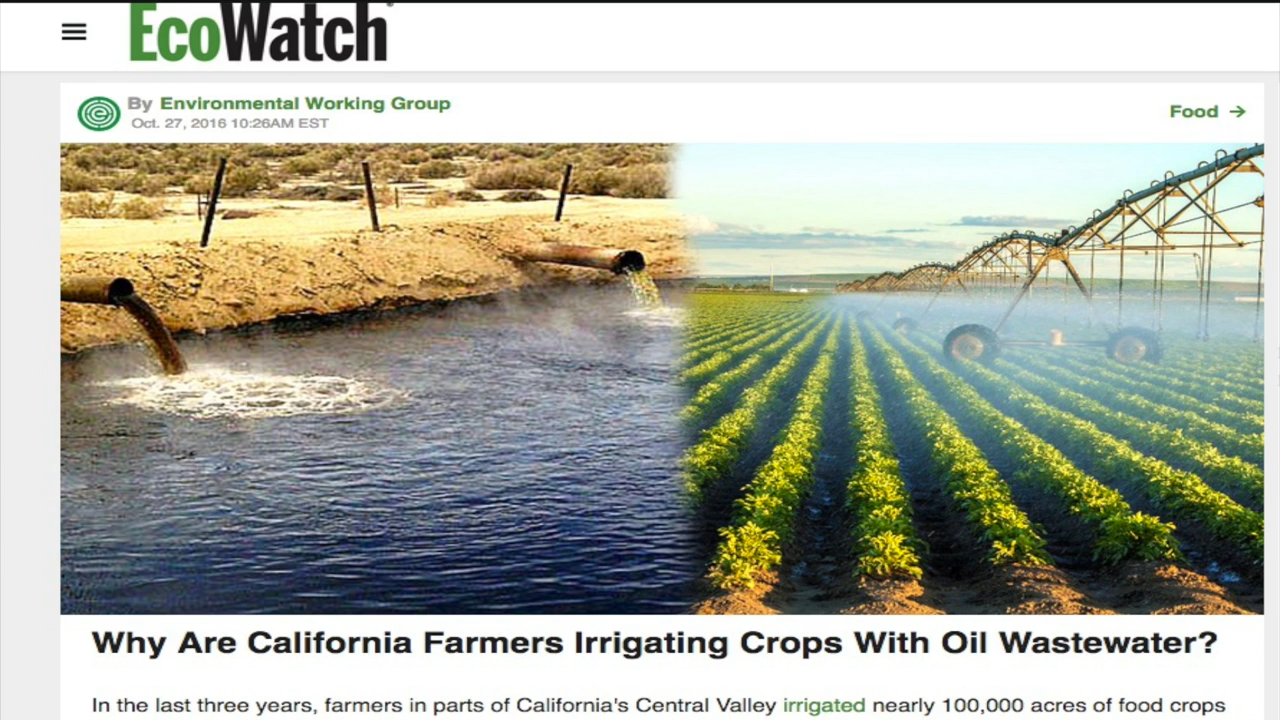 EcoWatch
By Environmental Working Group
Food →
Oct. 27, 2016 10:26AM EST
Why Are California Farmers Irrigating Crops With Oil Wastewater?
In the last three years, farmers in parts of California's Central Valley irrigated nearly 100,000 acres of food crops